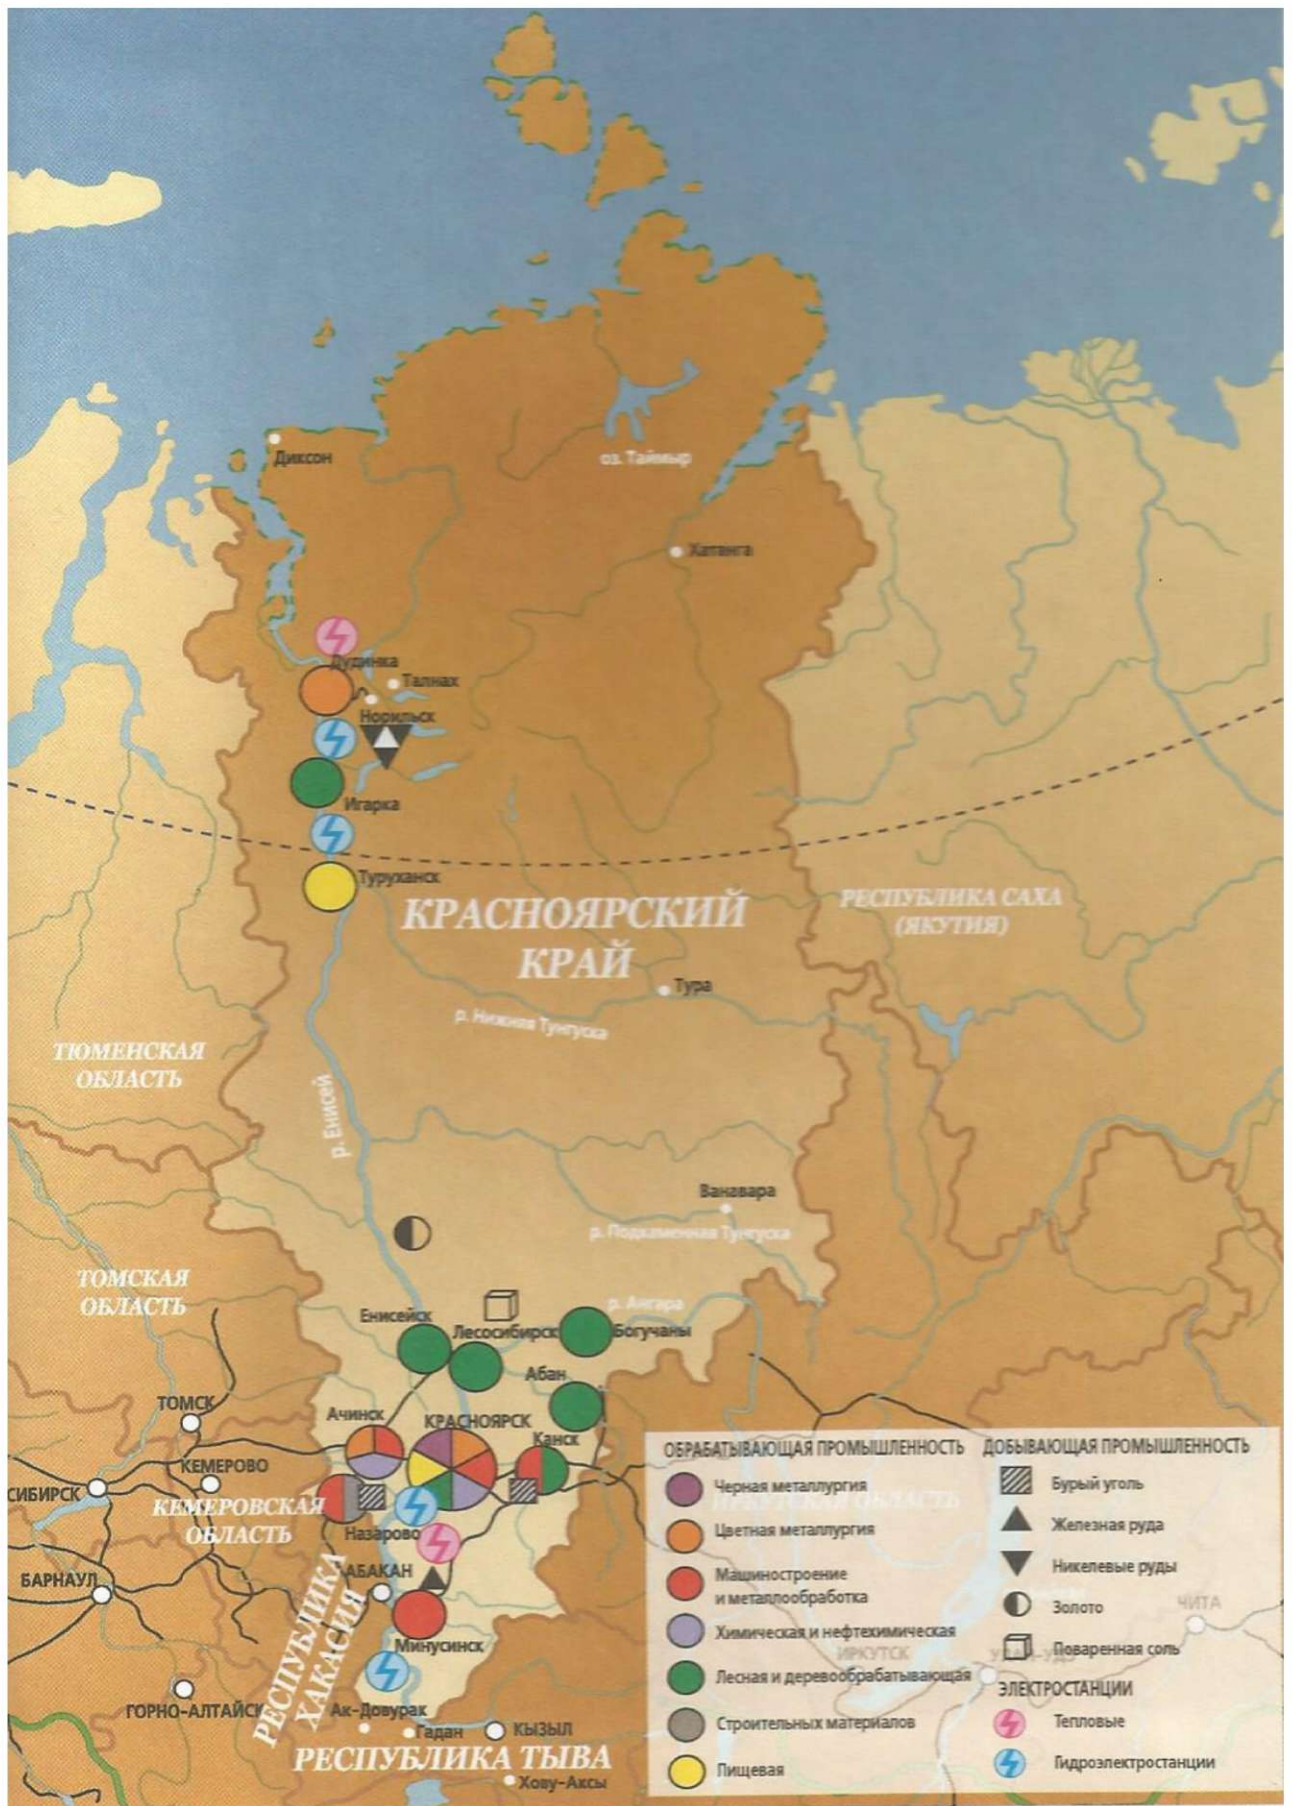 Диксон
оз. Таймыр
Хатанга
Дудинка
Талнах
Норильск
Игарка
Туруханск
КРАСНОЯРСКИЙ
КРАЙ
РЕСПУБЛИКА САХА
(ЯКУТИЯ)
Тура
р. Нижняя Тунгуска
ТЮМЕНСКАЯ
ОБЛАСТЬ
р. Енисей
Ванавара
р. Подкаменная Тунгуска
ТОМСКАЯ
ОБЛАСТЬ
р. Ангара
Енисейск
Лесосибирск
Богучаны
Абан
ТОМСК
Ачинск
КРАСНОЯРСК
Канск
КЕМЕРОВО
СИБИРСК
КЕМЕРОВСКАЯ
ОБЛАСТЬ
Назарово
БАРНАУЛ
АБАКАН
РЕСПУБЛИКА
ХАКАСИЯ
Минусинск
ГОРНО-АЛТАЙСК
Ак-Довурак
Гадан
КЫЗЫЛ
РЕСПУБЛИКА ТЫВА
Хову-Аксы
ОБРАБАТЫВАЮЩАЯ ПРОМЫШЛЕННОСТЬ
Черная металлургия
Цветная металлургия
Машиностроение
и металлообработка
Химическая и нефтехимическая
Лесная и деревообрабатывающая
Строительных материалов
Пищевая
ДОБЫВАЮЩАЯ ПРОМЫШЛЕННОСТЬ
Бурый уголь
Железная руда
Никелевые руды
Золото
Поваренная соль
ЭЛЕКТРОСТАНЦИИ
Тепловые
Гидроэлектростанции
ИРКУТСКАЯ ОБЛАСТЬ
ИРКУТСК
УЛАН-УДЭ
ЧИТА